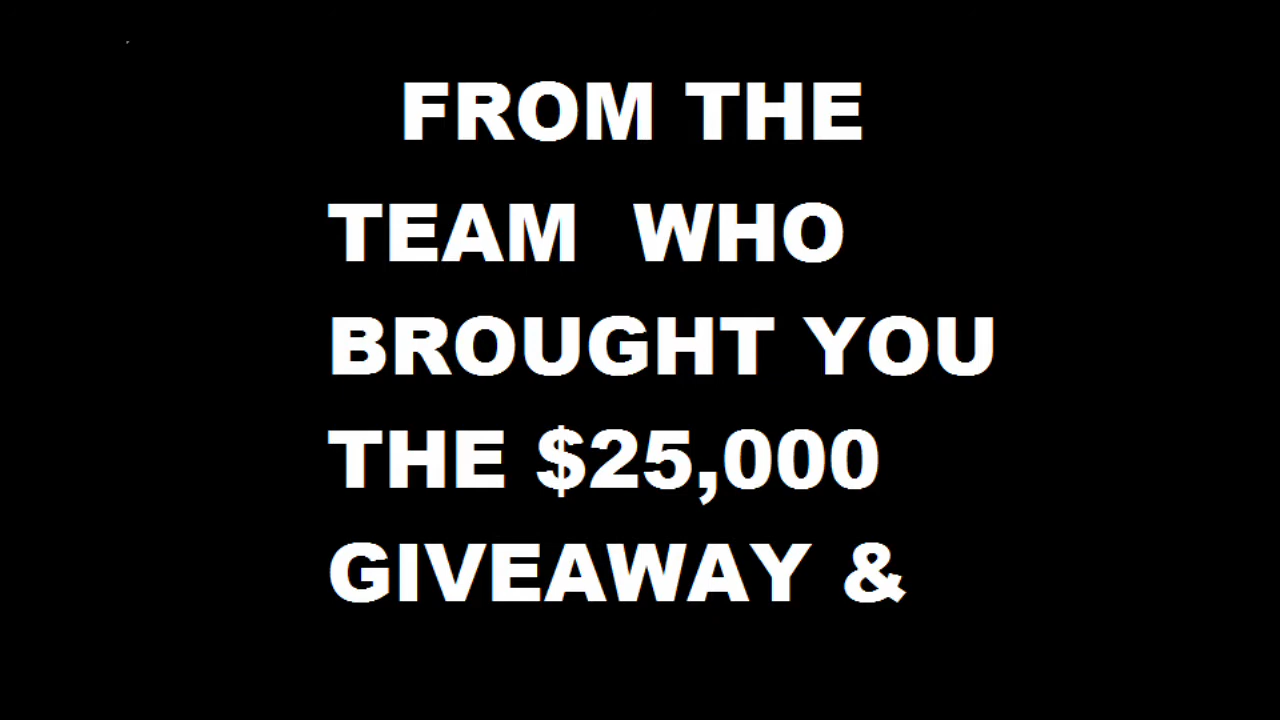 FROM THE
TEAM  WHO
BROUGHT YOU
THE $25,000
GIVEAWAY &